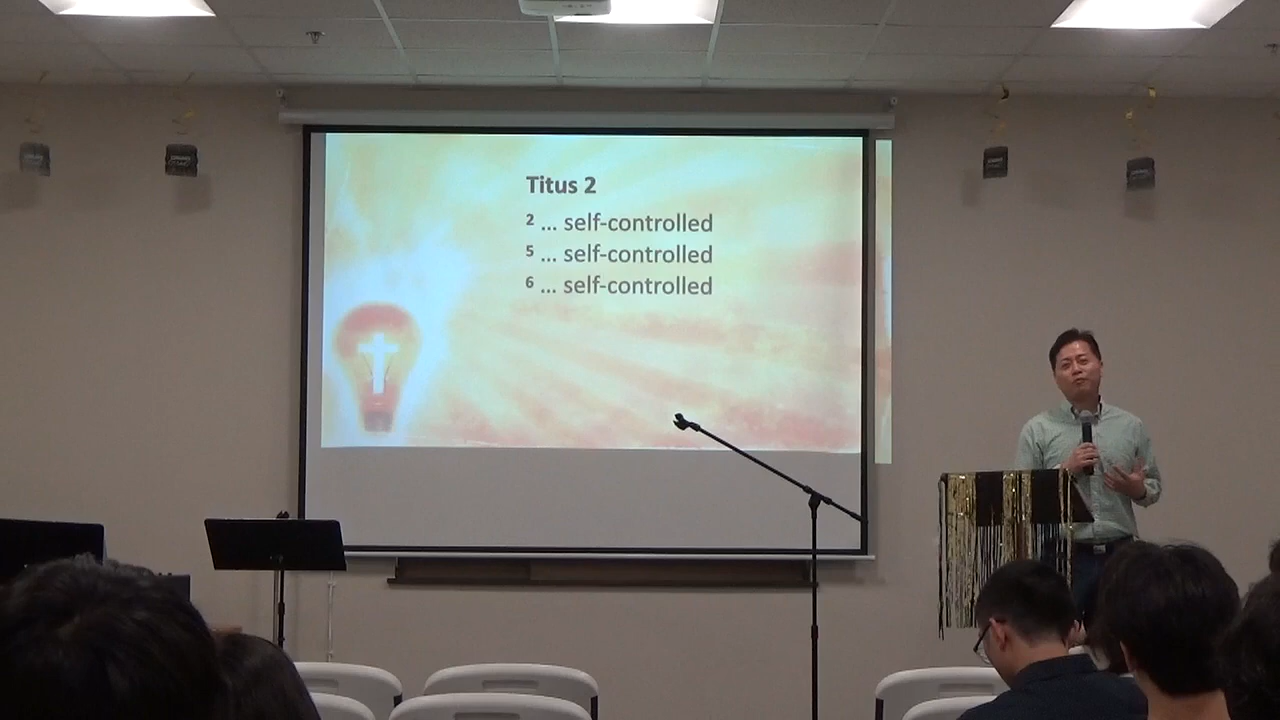 Titus 2
2 ... self-controlled
5 ... self-controlled
6 ... self-controlled